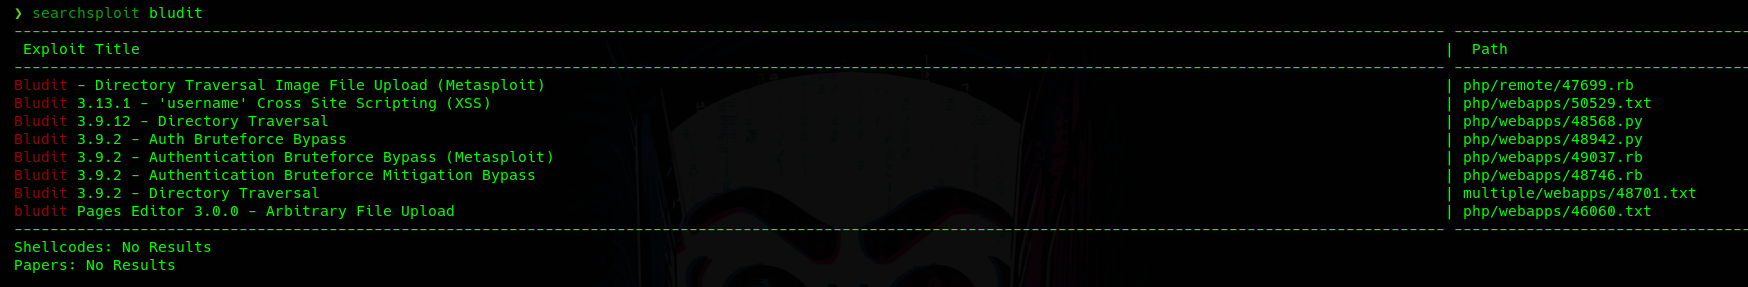 ❯ searchsploit bludit
Exploit Title | Path
Bludit - Directory Traversal Image File Upload (Metasploit) | php/remote/47699.rb
Bludit 3.13.1 - 'username' Cross Site Scripting (XSS) | php/webapps/50529.txt
Bludit 3.9.12 - Directory Traversal | php/webapps/48568.py
Bludit 3.9.2 - Auth Bruteforce Bypass | php/webapps/48942.py
Bludit 3.9.2 - Authentication Bruteforce Bypass (Metasploit) | php/webapps/49037.rb
Bludit 3.9.2 - Authentication Bruteforce Mitigation Bypass | php/webapps/48746.rb
Bludit 3.9.2 - Directory Traversal | multiple/webapps/48701.txt
bludit Pages Editor 3.0.0 - Arbitrary File Upload | php/webapps/46060.txt
Shellcodes: No Results
Papers: No Results